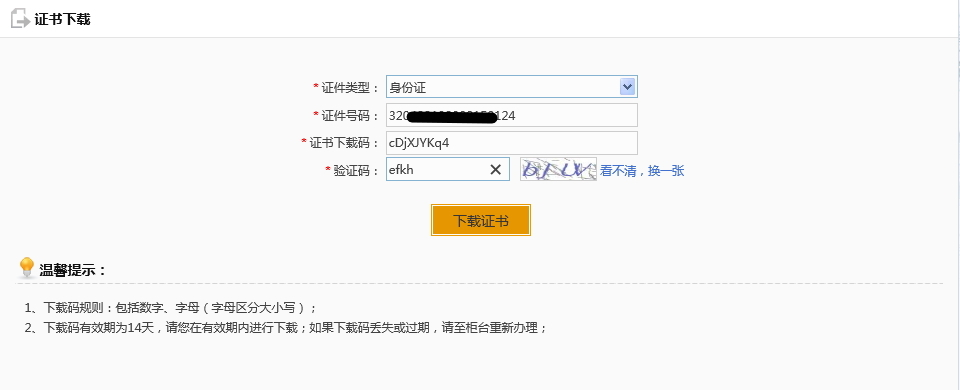 证书下载
* 证件类型： 身份证
* 证件号码： 320 124
* 证书下载码： cDjXJYKq4
* 验证码： efkh 看不清，换一张
下载证书
温馨提示：
1、下载码规则：包括数字、字母（字母区分大小写）；
2、下载码有效期为14天，请您在有效期内进行下载；如果下载码丢失或过期，请至柜台重新办理；